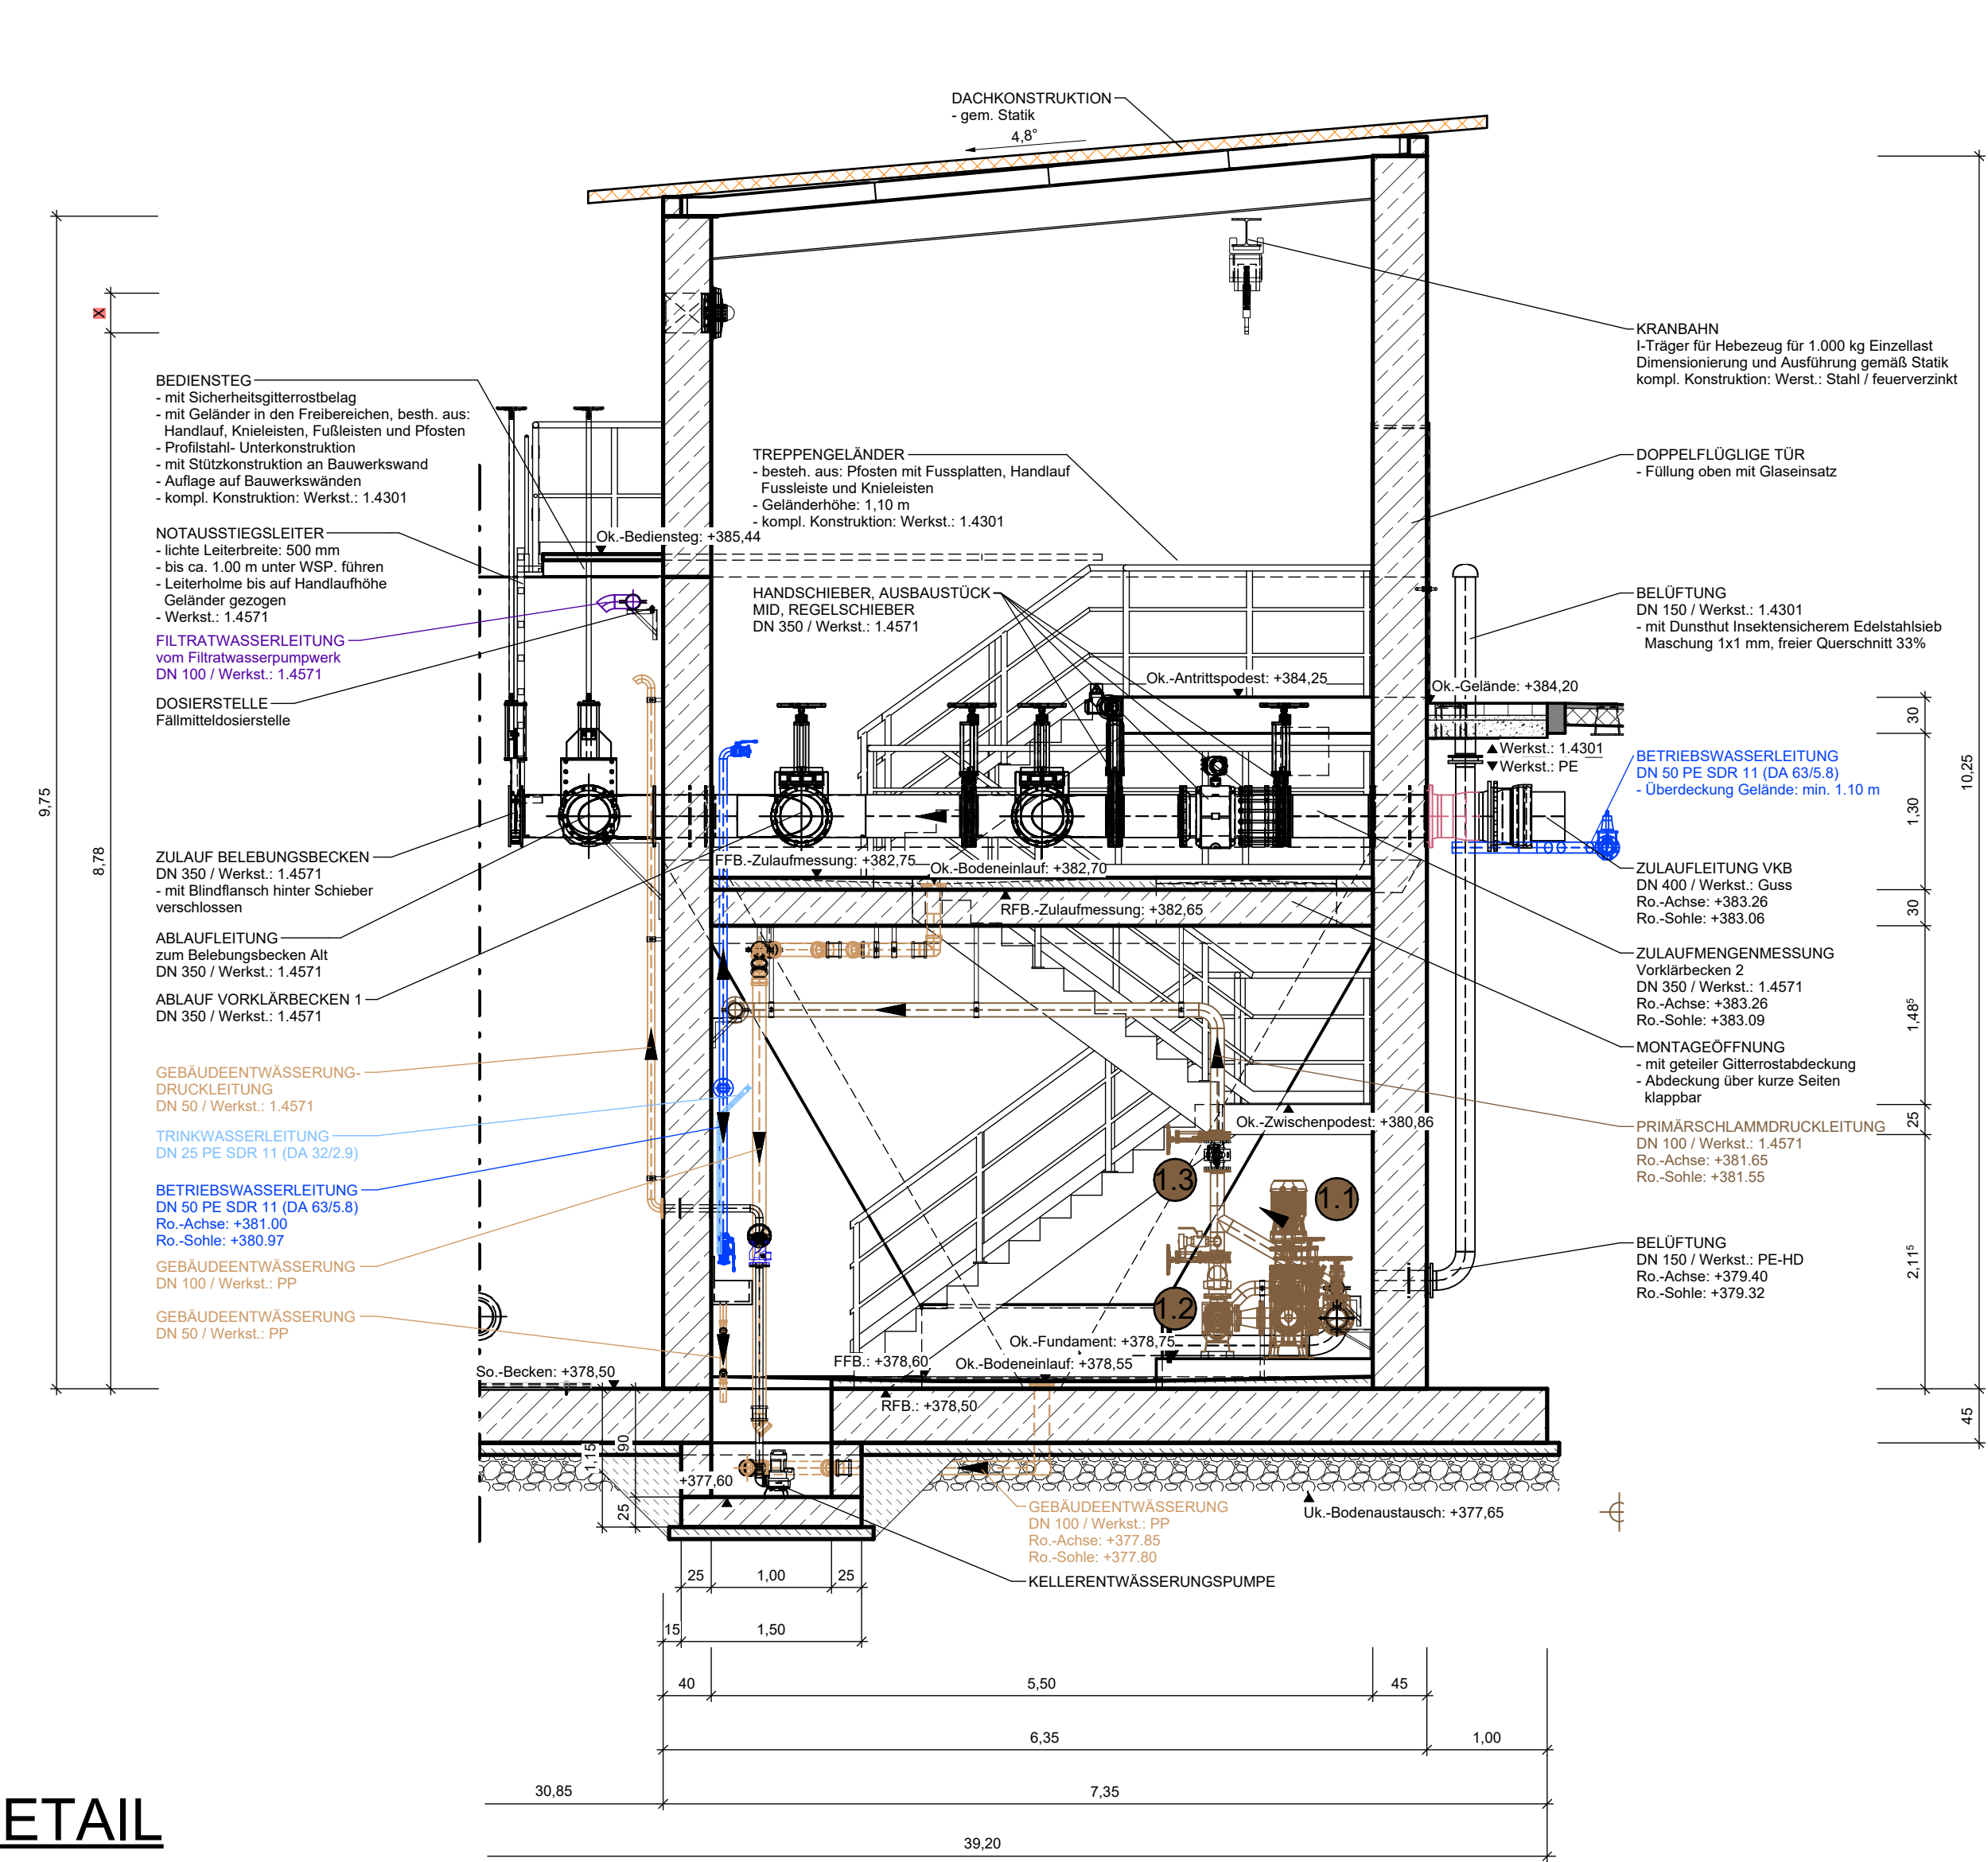 DACHKONSTRUKTION
- gem. Statik
4,8°
9,75
X
8,78
BEDIENSTEG
- mit Sicherheitsgitterrostbelag
- mit Geländer in den Freibereichen, besth. aus:
Handlauf, Knieleisten, Fußleisten und Pfosten
- Profilstahl- Unterkonstruktion
- mit Stützkonstruktion an Bauwerkswand
- Auflage auf Bauwerkswänden
- kompl. Konstruktion: Werkst.: 1.4301
NOTAUSSTIEGSLEITER
- lichte Leiterbreite: 500 mm
- bis ca. 1.00 m unter WSP. führen
- Leiterholme bis auf Handlaufhöhe
Geländer gezogen
- Werkst.: 1.4571
FILTRATWASSERLEITUNG
vom Filtratwasserpumpwerk
DN 100 / Werkst.: 1.4571
DOSIERSTELLE
Fällmitteldosierstelle
ZULAUF BELEBUNGSBECKEN
DN 350 / Werkst.: 1.4571
- mit Blindflansch hinter Schieber
verschlossen
ABLAUFLEITUNG
zum Belebungsbecken Alt
DN 350 / Werkst.: 1.4571
ABLAUF VORKLÄRBECKEN 1
DN 350 / Werkst.: 1.4571
GEBÄUDEENTWÄSSERUNG-
DRUCKLEITUNG
DN 50 / Werkst.: 1.4571
TRINKWASSERLEITUNG
DN 25 PE SDR 11 (DA 32/2.9)
BETRIEBSWASSERLEITUNG
DN 50 PE SDR 11 (DA 63/5.8)
Ro.-Achse: +381.00
Ro.-Sohle: +380.97
GEBÄUDEENTWÄSSERUNG
DN 100 / Werkst.: PP
GEBÄUDEENTWÄSSERUNG
DN 50 / Werkst.: PP
TREPPENGELÄNDER
- besteh. aus: Pfosten mit Fussplatten, Handlauf
Fussleiste und Knieleisten
- Geländerhöhe: 1,10 m
- kompl. Konstruktion: Werkst.: 1.4301
Ok.-Bediensteg: +385,44
HANDSCHIEBER, AUSBAUSTÜCK
MID, REGELSCHIEBER
DN 350 / Werkst.: 1.4571
Ok.-Antrittspodest: +384,25
Ok.-Gelände: +384,20
Werkst.: 1.4301
Werkst.: PE
FFB.-Zulaufmessung: +382,75
Ok.-Bodeneinlauf: +382,70
RFB.-Zulaufmessung: +382,65
Ok.-Zwischenpodest: +380,86
1.3
1.1
1.2
Ok.-Fundament: +378,75
FFB.: +378,60
Ok.-Bodeneinlauf: +378,55
So.-Becken: +378,50
RFB.: +378,50
+377,60
Uk.-Bodenaustausch: +377,65
GEBÄUDEENTWÄSSERUNG
DN 100 / Werkst.: PP
Ro.-Achse: +377.85
Ro.-Sohle: +377.80
KELLERENTWÄSSERUNGSPUMPE
KRANBAHN
I-Träger für Hebezeug für 1.000 kg Einzellast
Dimensionierung und Ausführung gemäß Statik
kompl. Konstruktion: Werst.: Stahl / feuerverzinkt
DOPPELFLÜGLIGE TÜR
- Füllung oben mit Glaseinsatz
BELÜFTUNG
DN 150 / Werkst.: 1.4301
- mit Dunsthut Insektensicherem Edelstahlsieb
Maschung 1x1 mm, freier Querschnitt 33%
BETRIEBSWASSERLEITUNG
DN 50 PE SDR 11 (DA 63/5.8)
- Überdeckung Gelände: min. 1.10 m
ZULAUFLEITUNG VKB
DN 400 / Werkst.: Guss
Ro.-Achse: +383.26
Ro.-Sohle: +383.06
ZULAUFMENGENMESSUNG
Vorklärbecken 2
DN 350 / Werkst.: 1.4571
Ro.-Achse: +383.26
Ro.-Sohle: +383.09
MONTAGEÖFFNUNG
- mit geteiler Gitterrostabdeckung
- Abdeckung über kurze Seiten
klappbar
PRIMÄRSCHLAMMDRUCKLEITUNG
DN 100 / Werkst.: 1.4571
Ro.-Achse: +381.65
Ro.-Sohle: +381.55
BELÜFTUNG
DN 150 / Werkst.: PE-HD
Ro.-Achse: +379.40
Ro.-Sohle: +379.32
30
1,30
30
1,48⁵
25
2,11⁵
10,25
45
1,15
90
25
25
1,00
25
15
1,50
40
5,50
45
6,35
1,00
30,85
7,35
39,20
ETAIL